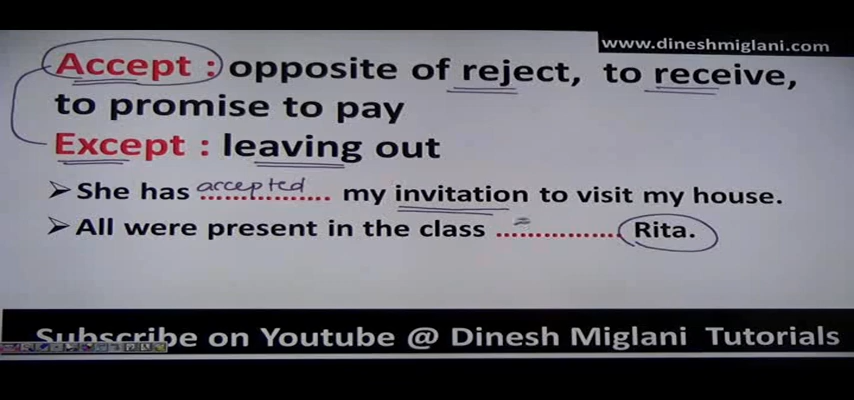 www.dineshmiglani.com
Accept : opposite of reject, to receive,
to promise to pay
Except : leaving out
➢ She has accepted my invitation to visit my house.
➢ All were present in the class .................. Rita.
Subscribe on Youtube @ Dinesh Miglani Tutorials